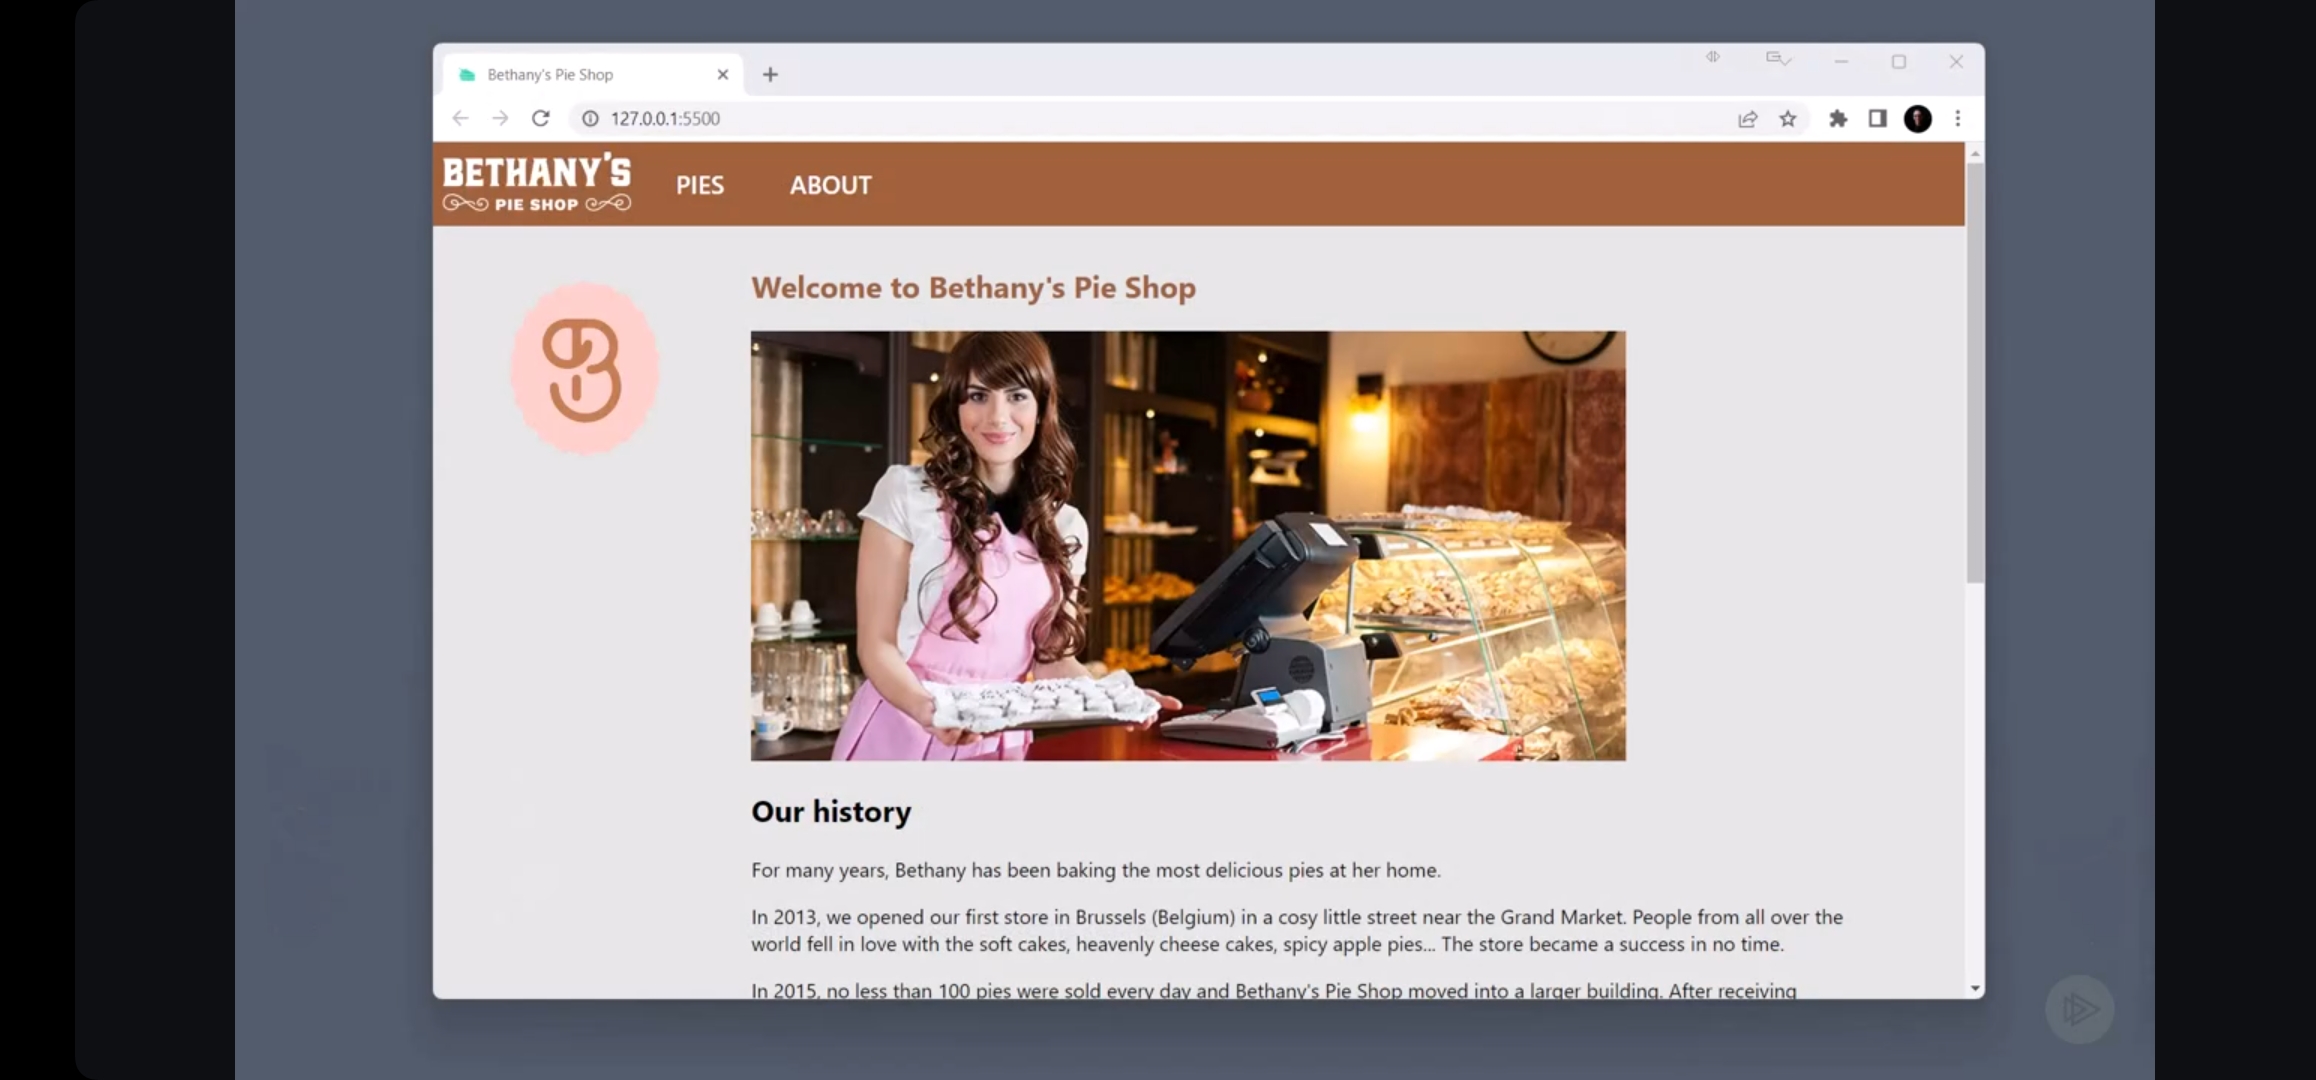 Bethany's Pie Shop
127.0.0.1:5500
BETHANY'S
PIE SHOP
PIES
ABOUT
Welcome to Bethany's Pie Shop
Our history
For many years, Bethany has been baking the most delicious pies at her home.
In 2013, we opened our first store in Brussels (Belgium) in a cosy little street near the Grand Market. People from all over the
world fell in love with the soft cakes, heavenly cheese cakes, spicy apple pies... The store became a success in no time.
In 2015, no less than 100 pies were sold every day and Bethany's Pie Shop moved into a larger building. After receiving